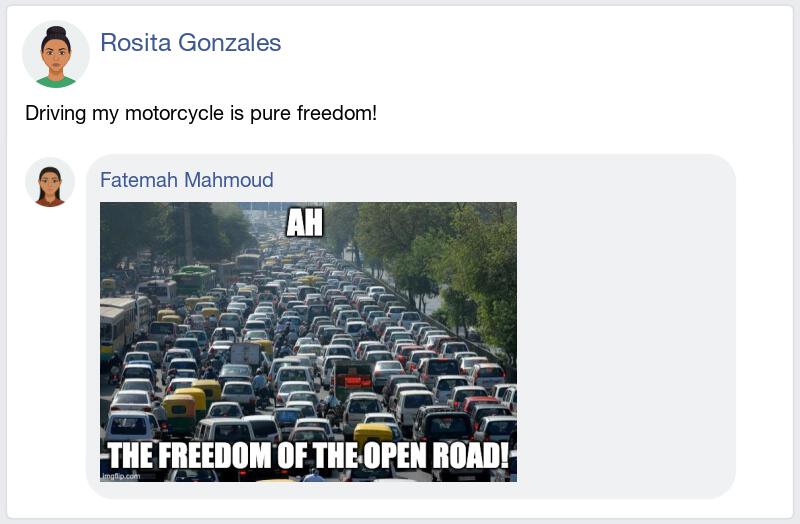 Rosita Gonzales
Driving my motorcycle is pure freedom!
Fatemah Mahmoud
AH
THE FREEDOM OF THE OPEN ROAD!
imgflip.com